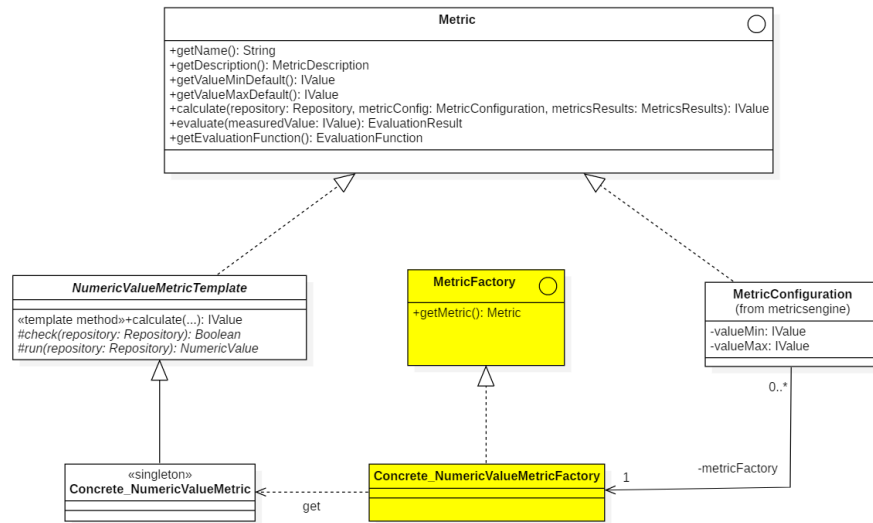 Metric
+getName(): String
+getDescription(): MetricDescription
+getValueMinDefault(): IValue
+getValueMaxDefault(): IValue
+calculate(repository: Repository, metricConfig: MetricConfiguration, metricsResults: MetricsResults): IValue
+evaluate(measuredValue: IValue): EvaluationResult
+getEvaluationFunction(): EvaluationFunction
NumericValueMetricTemplate
«template method»+calculate(...): IValue
#check(repository: Repository): Boolean
#run(repository: Repository): NumericValue
MetricFactory
+getMetric(): Metric
MetricConfiguration
(from metricsengine)
-valueMin: IValue
-valueMax: IValue
0..*
-metricFactory
1
«singleton»
Concrete_NumericValueMetric
get
Concrete_NumericValueMetricFactory